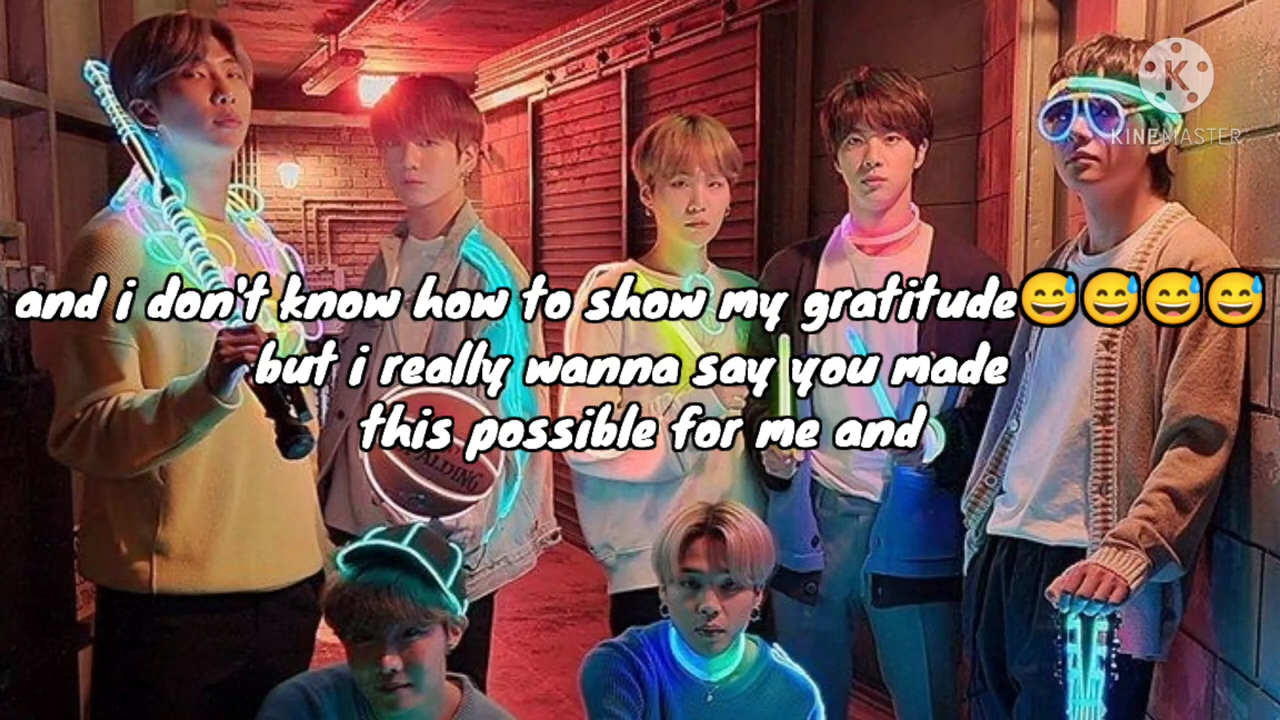 KINEMASTER
and i don't know how to show my gratitude😅😅😅😅
but i really wanna say you made
this possible for me and
SPALDING